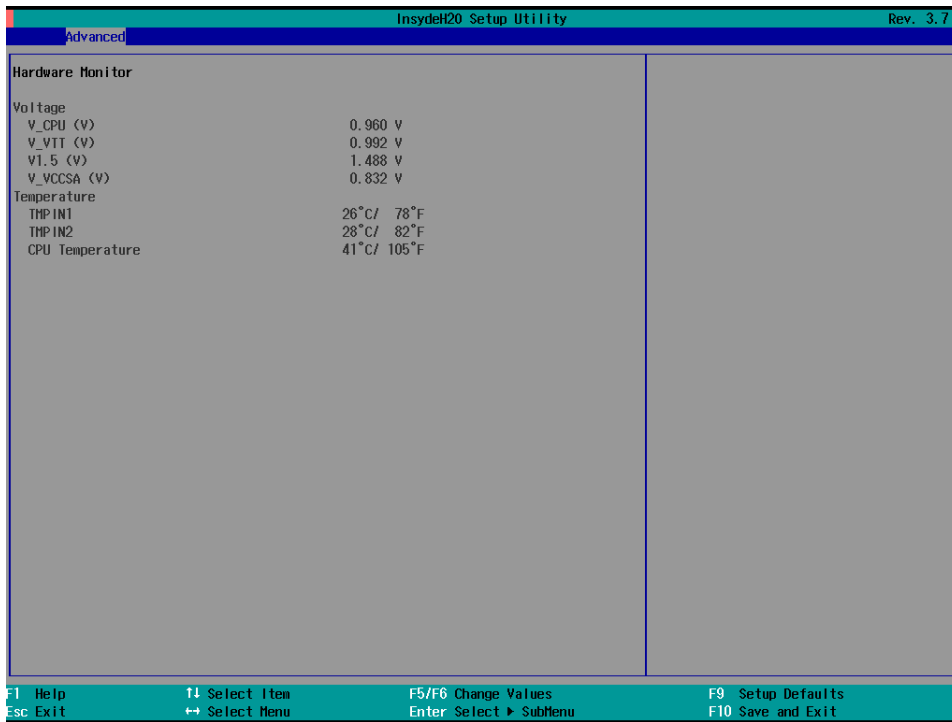 InsydeH20 Setup Utility Rev. 3.7
Advanced
Hardware Monitor
Voltage
V_CPU (V) 0.960 V
V_VTT (V) 0.992 V
V1.5 (V) 1.488 V
V_VCCSA (V) 0.832 V
Temperature
TMPIN1 26°C/ 78°F
TMPIN2 28°C/ 82°F
CPU Temperature 41°C/ 105°F
F1 Help ↑↓ Select Item F5/F6 Change Values F9 Setup Defaults
Esc Exit ↔ Select Menu Enter Select ► SubMenu F10 Save and Exit